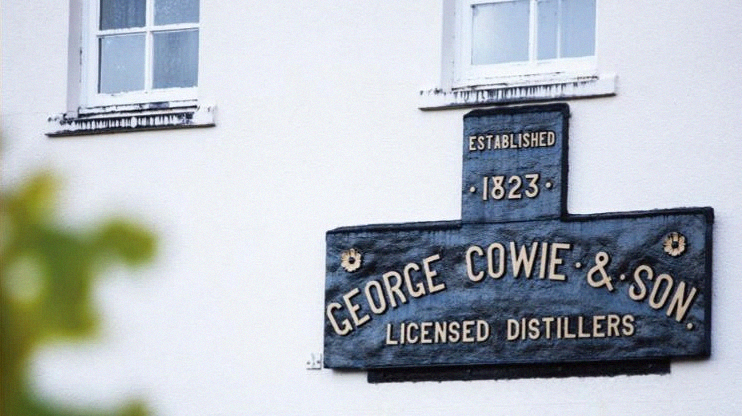 ESTABLISHED
·1823·
GEORGE COWIE·&·SON.
LICENSED DISTILLERS